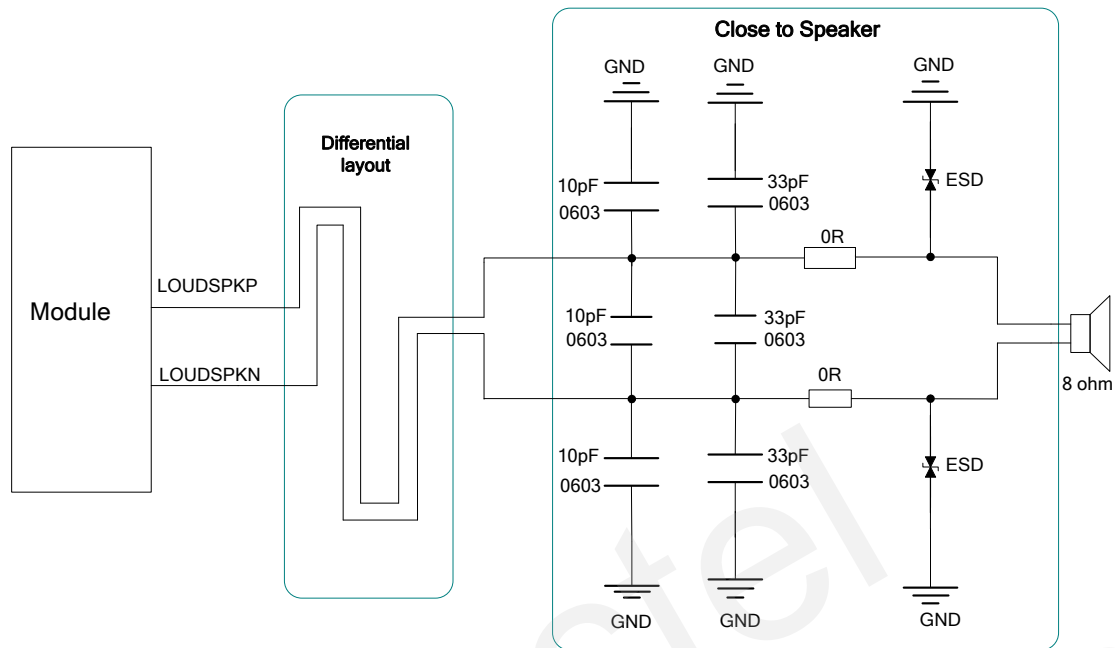 Close to Speaker
GND
GND
GND
Differential
layout
10pF
0603
33pF
0603
ESD
0R
LOUDSPKP
Module
10pF
0603
33pF
0603
LOUDSPKN
0R
8 ohm
10pF
0603
33pF
0603
ESD
GND
GND
GND